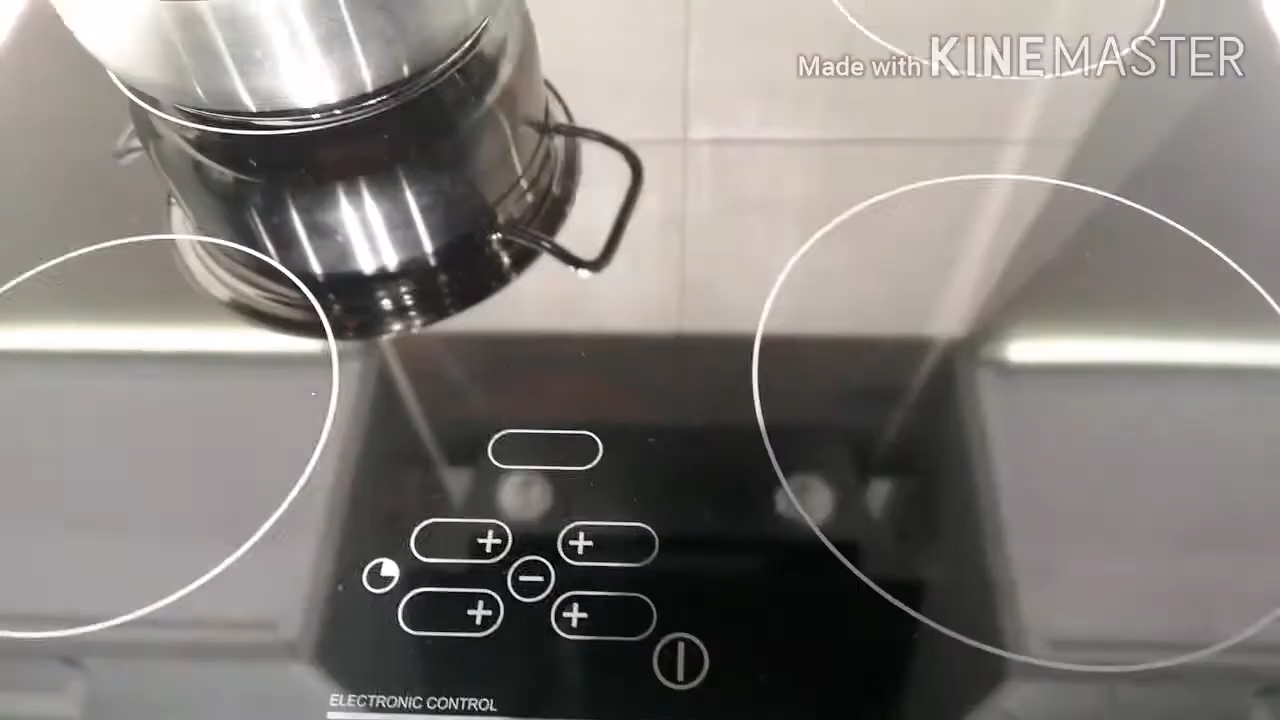 Made with KINEMASTER
+ +
−
+ +
ELECTRONIC CONTROL